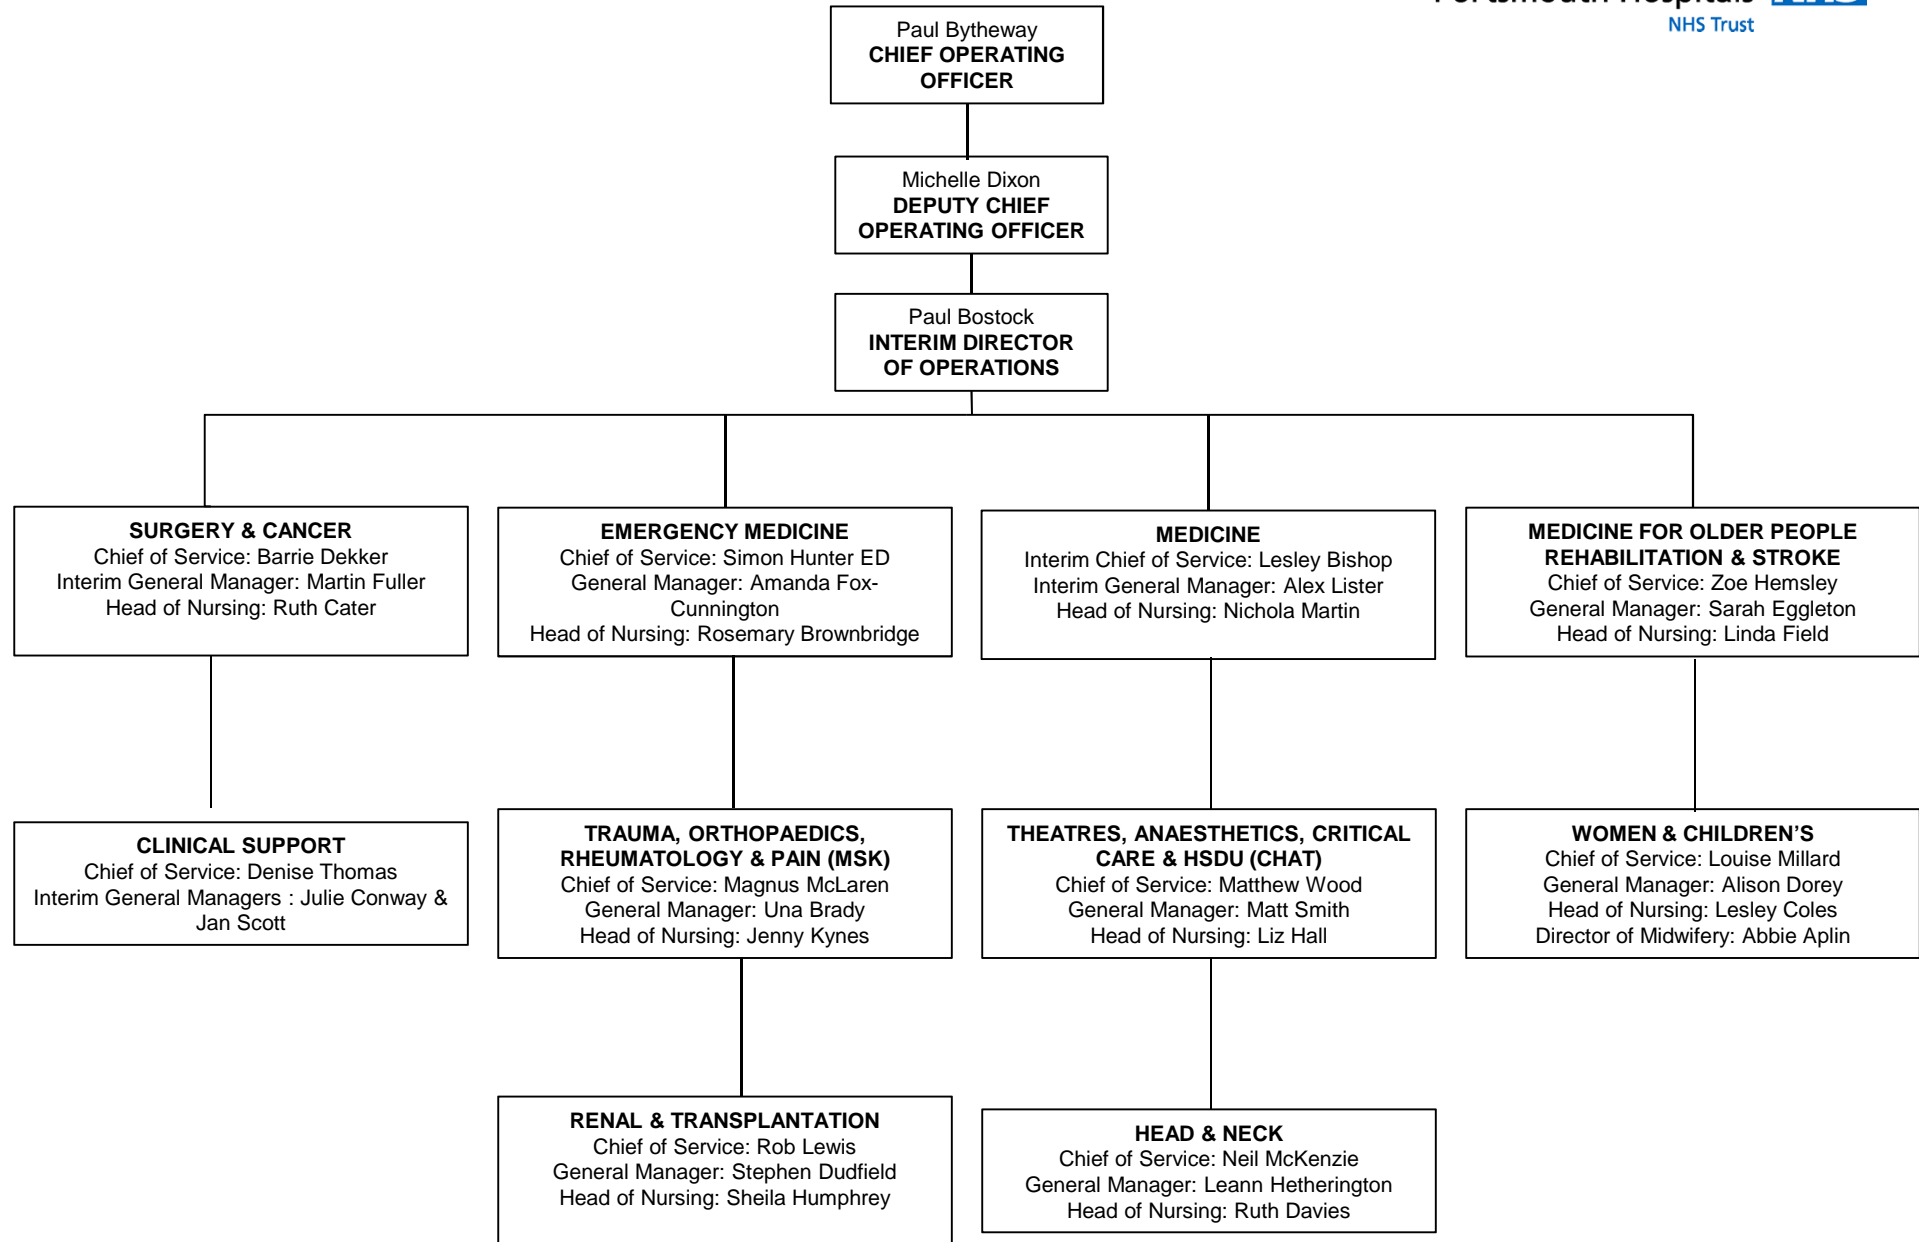 Portsmouth Hospitals NHS
NHS Trust
Paul Bytheway
CHIEF OPERATING
OFFICER
Michelle Dixon
DEPUTY CHIEF
OPERATING OFFICER
Paul Bostock
INTERIM DIRECTOR
OF OPERATIONS
SURGERY & CANCER
Chief of Service: Barrie Dekker
Interim General Manager: Martin Fuller
Head of Nursing: Ruth Cater
EMERGENCY MEDICINE
Chief of Service: Simon Hunter ED
General Manager: Amanda Fox-
Cunnington
Head of Nursing: Rosemary Brownbridge
MEDICINE
Interim Chief of Service: Lesley Bishop
Interim General Manager: Alex Lister
Head of Nursing: Nichola Martin
MEDICINE FOR OLDER PEOPLE
REHABILITATION & STROKE
Chief of Service: Zoe Hemsley
General Manager: Sarah Eggleton
Head of Nursing: Linda Field
CLINICAL SUPPORT
Chief of Service: Denise Thomas
Interim General Managers : Julie Conway &
Jan Scott
TRAUMA, ORTHOPAEDICS,
RHEUMATOLOGY & PAIN (MSK)
Chief of Service: Magnus McLaren
General Manager: Una Brady
Head of Nursing: Jenny Kynes
THEATRES, ANAESTHETICS, CRITICAL
CARE & HSDU (CHAT)
Chief of Service: Matthew Wood
General Manager: Matt Smith
Head of Nursing: Liz Hall
WOMEN & CHILDREN'S
Chief of Service: Louise Millard
General Manager: Alison Dorey
Head of Nursing: Lesley Coles
Director of Midwifery: Abbie Aplin
RENAL & TRANSPLANTATION
Chief of Service: Rob Lewis
General Manager: Stephen Dudfield
Head of Nursing: Sheila Humphrey
HEAD & NECK
Chief of Service: Neil McKenzie
General Manager: Leann Hetherington
Head of Nursing: Ruth Davies